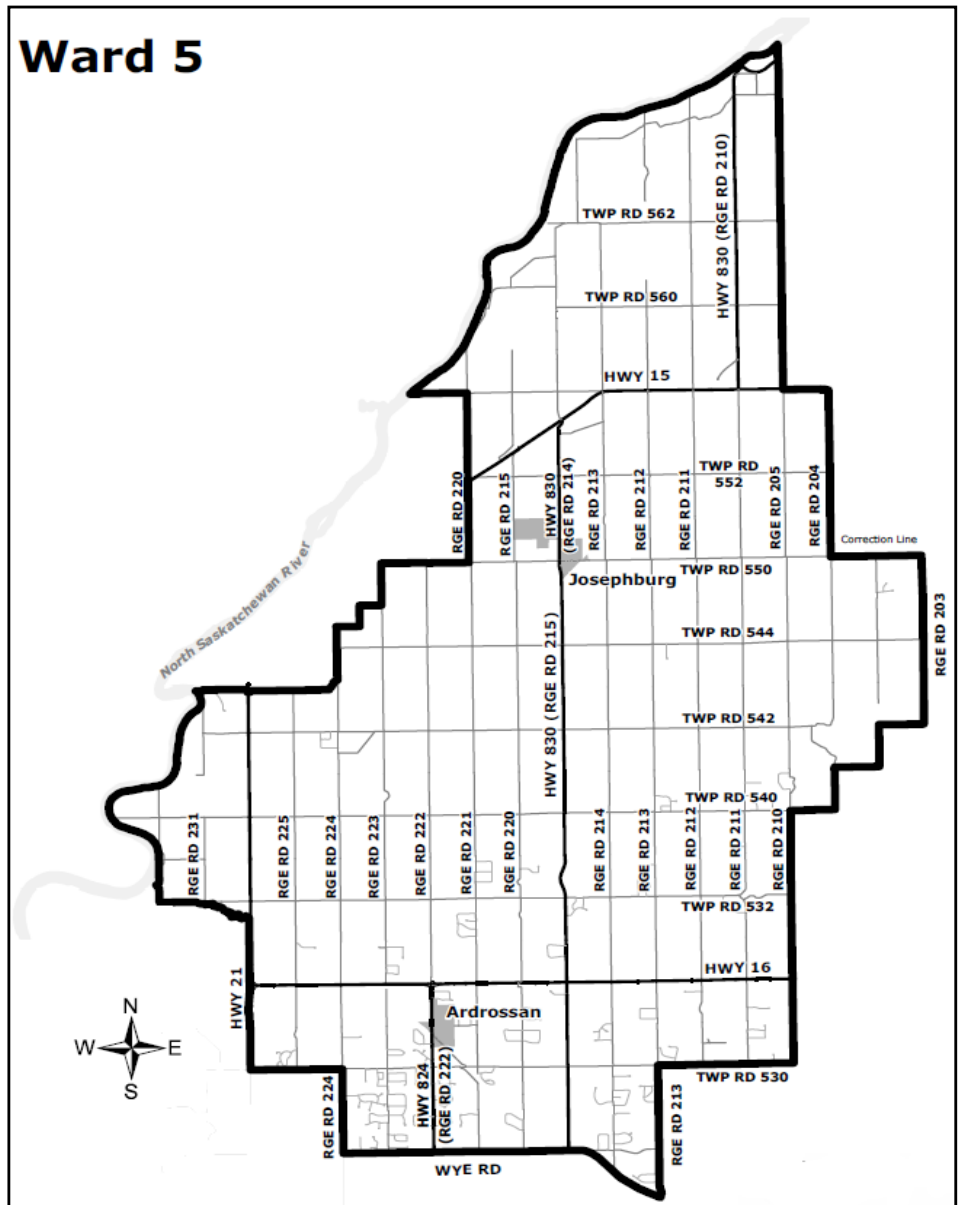 Ward 5
HWY 830 (RGE RD 210)
TWP RD 562
TWP RD 560
HWY 15
TWP RD
552
RGE RD 220
RGE RD 215
HWY 830
(RGE RD 214)
RGE RD 213
RGE RD 212
RGE RD 211
RGE RD 205
RGE RD 204
Correction Line
TWP RD 550
Josephburg
North Saskatchewan River
TWP RD 544
RGE RD 203
HWY 830 (RGE RD 215)
TWP RD 542
TWP RD 540
RGE RD 231
RGE RD 225
RGE RD 224
RGE RD 223
RGE RD 222
RGE RD 221
RGE RD 220
RGE RD 214
RGE RD 213
RGE RD 212
RGE RD 211
RGE RD 210
TWP RD 532
HWY 21
HWY 16
Ardrossan
N
W
E
S
RGE RD 224
HWY 824
(RGE RD 222)
TWP RD 530
RGE RD 213
WYE RD